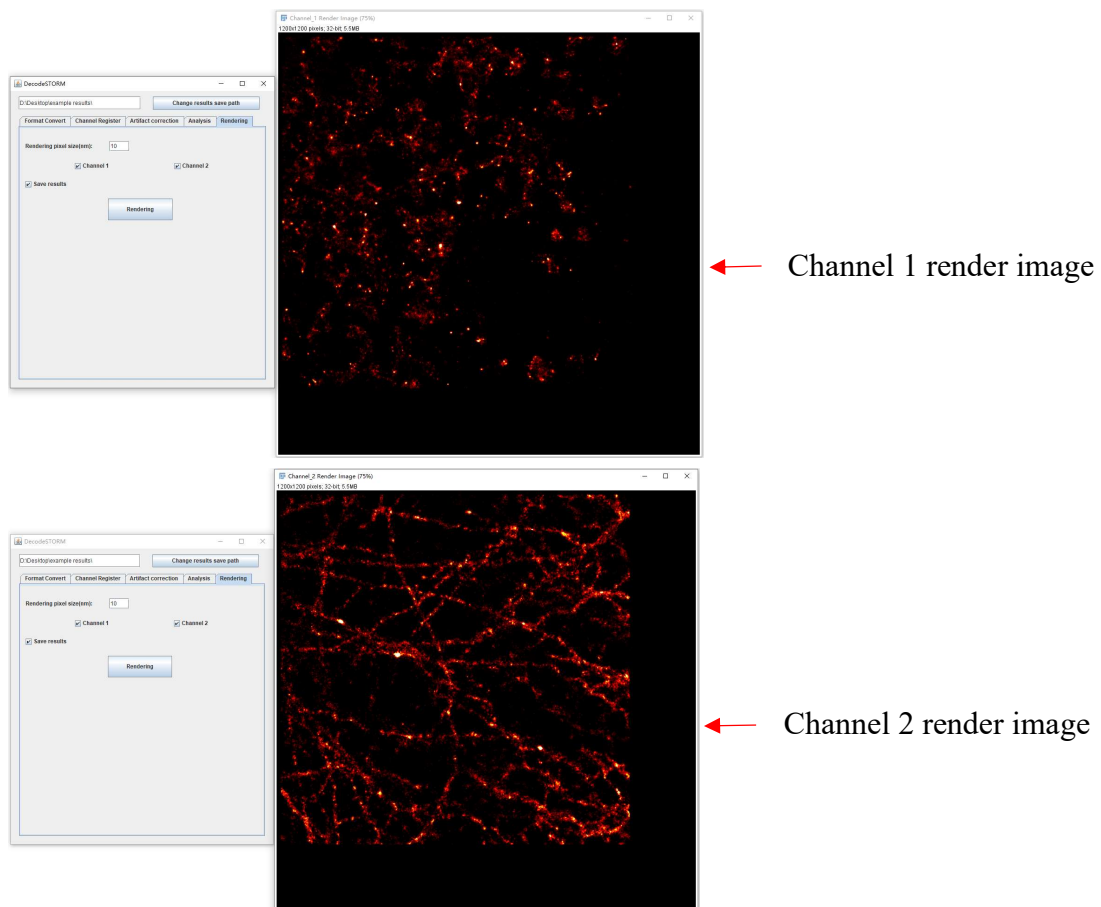 Channel_1 Render Image (75%)
1200x1200 pixels; 32-bit; 5.5MB
DecodeSTORM
D:\Desktop\example results\ Change results save path
Format Convert Channel Register Artifact correction Analysis Rendering
Rendering pixel size(nm): 10
Channel 1 Channel 2
Save results
Rendering
Channel 1 render image
Channel_2 Render Image (75%)
1200x1200 pixels; 32-bit; 5.5MB
DecodeSTORM
D:\Desktop\example results\ Change results save path
Format Convert Channel Register Artifact correction Analysis Rendering
Rendering pixel size(nm): 10
Channel 1 Channel 2
Save results
Rendering
Channel 2 render image